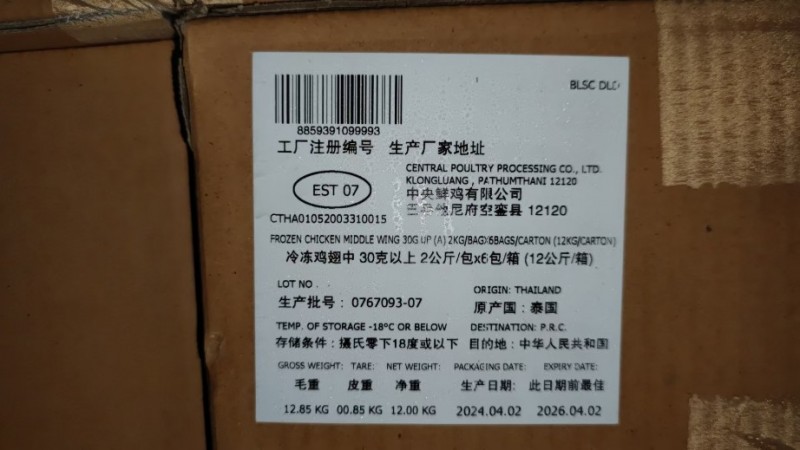 BLSC
8859391099993
工厂注册编号 生产厂家地址
CENTRAL POULTRY PROCESSING CO., LTD.
KLONGLUANG , PATHUMTHANI 12120
EST 07
中央鲜鸡有限公司
尼府空銮县 12120
CTHA01052003310015
FROZEN CHICKEN MIDDLE WING 30G UP (A) 2KG/BAGX6BAGS/CARTON (12KG/CARTON)
冷冻鸡翅中 30克以上 2公斤/包x6包/箱 (12公斤/箱)
LOT NO. ORIGIN: THAILAND
生产批号: 0767093-07 原产国: 泰国
TEMP. OF STORAGE -18°C OR BELOW DESTINATION: P.R.C.
存储条件: 摄氏零下18度或以下 目的地: 中华人民共和国
GROSS WEIGHT: TARE: NET WEIGHT: PACKAGING DATE: EXPIRY DATE:
毛重 皮重 净重 生产日期: 此日期前最佳
12.85 KG 00.85 KG 12.00 KG 2024.04.02 2026.04.02